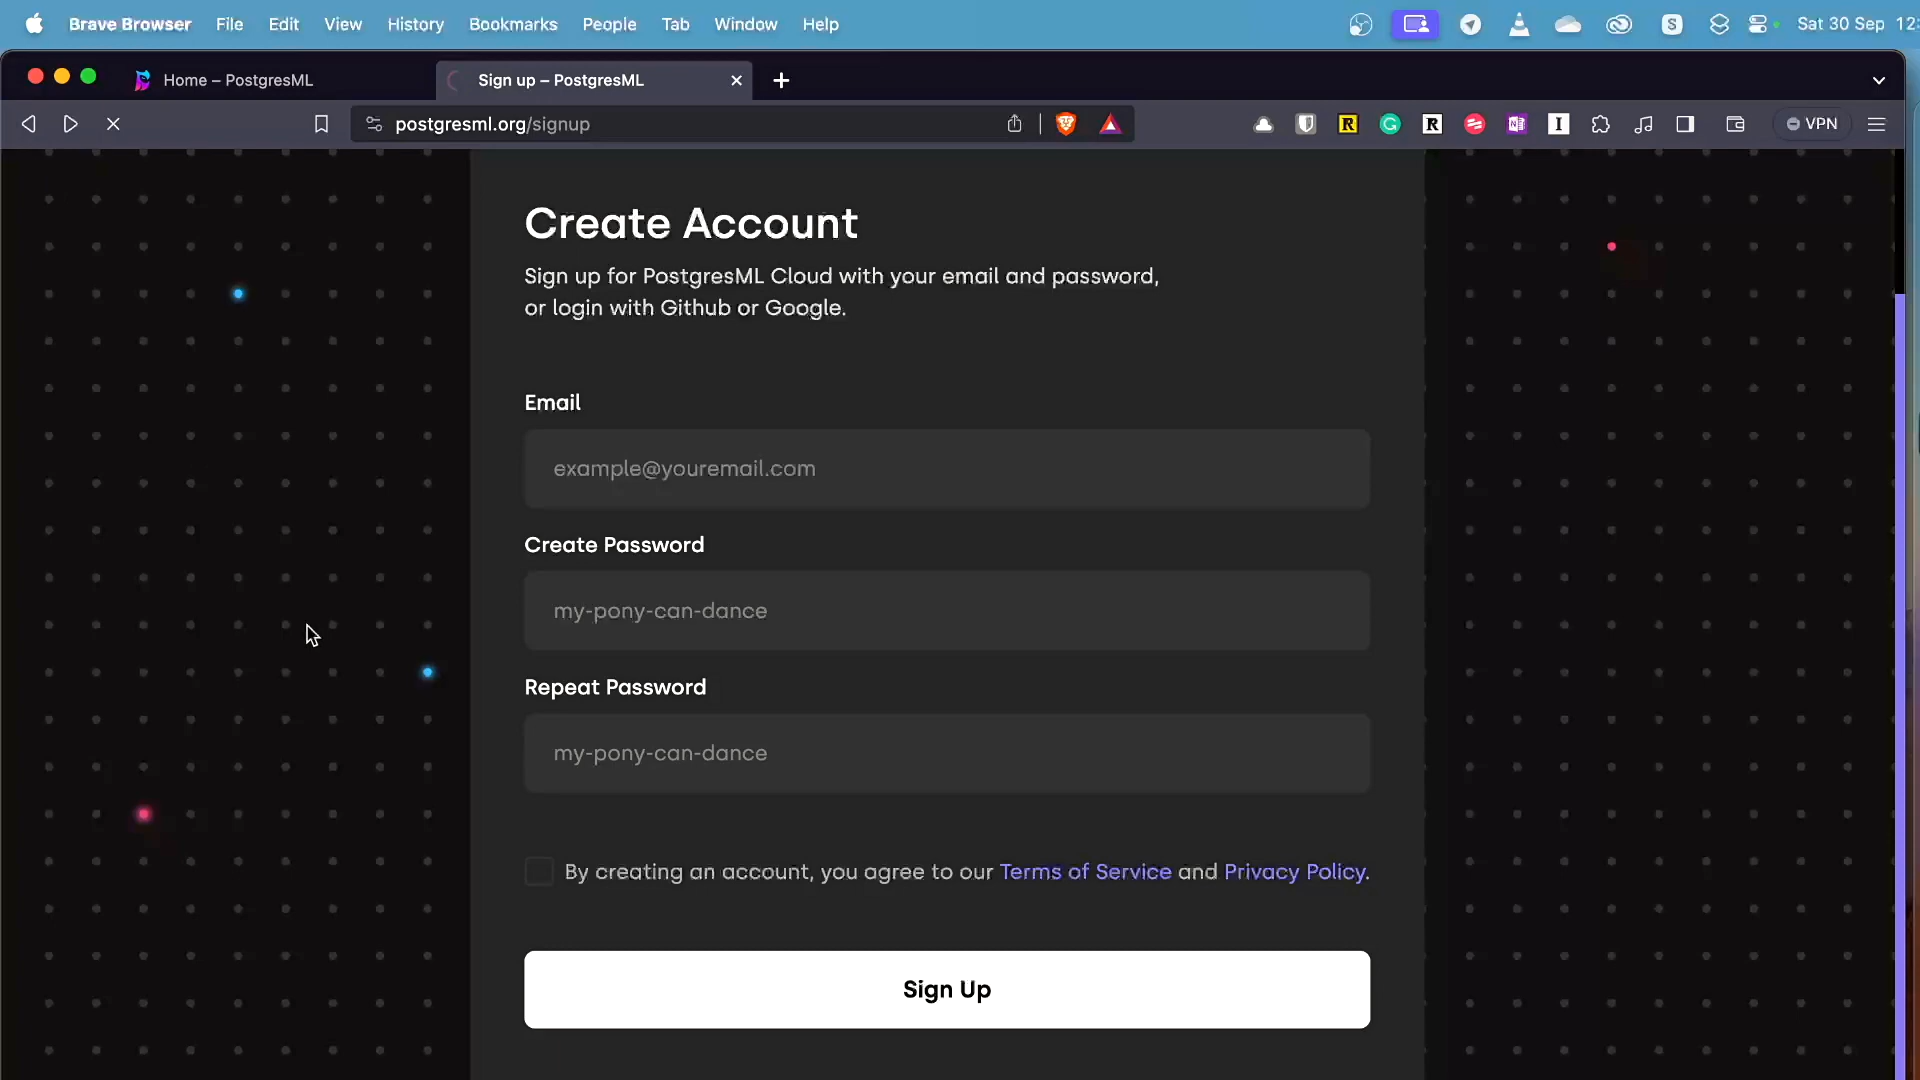 Brave Browser File Edit View History Bookmarks People Tab Window Help Sat 30 Sep 12:
Home – PostgresML Sign up – PostgresML
postgresml.org/signup VPN
Create Account
Sign up for PostgresML Cloud with your email and password,
or login with Github or Google.
Email
example@youremail.com
Create Password
my-pony-can-dance
Repeat Password
my-pony-can-dance
By creating an account, you agree to our Terms of Service and Privacy Policy.
Sign Up